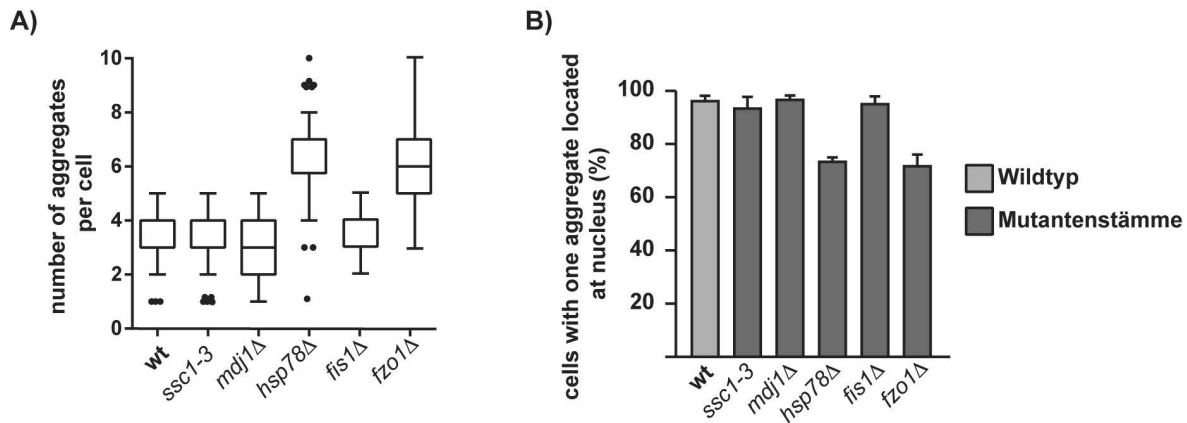 A)
number of aggregates
per cell
10
8
6
4
2
0
wt
ssc1-3
mdj1Δ
hsp78Δ
fis1Δ
fzo1Δ
B)
cells with one aggregate located
at nucleus (%)
100
80
60
40
20
wt
ssc1-3
mdj1Δ
hsp78Δ
fis1Δ
fzo1Δ
Wildtyp
Mutantenstämme